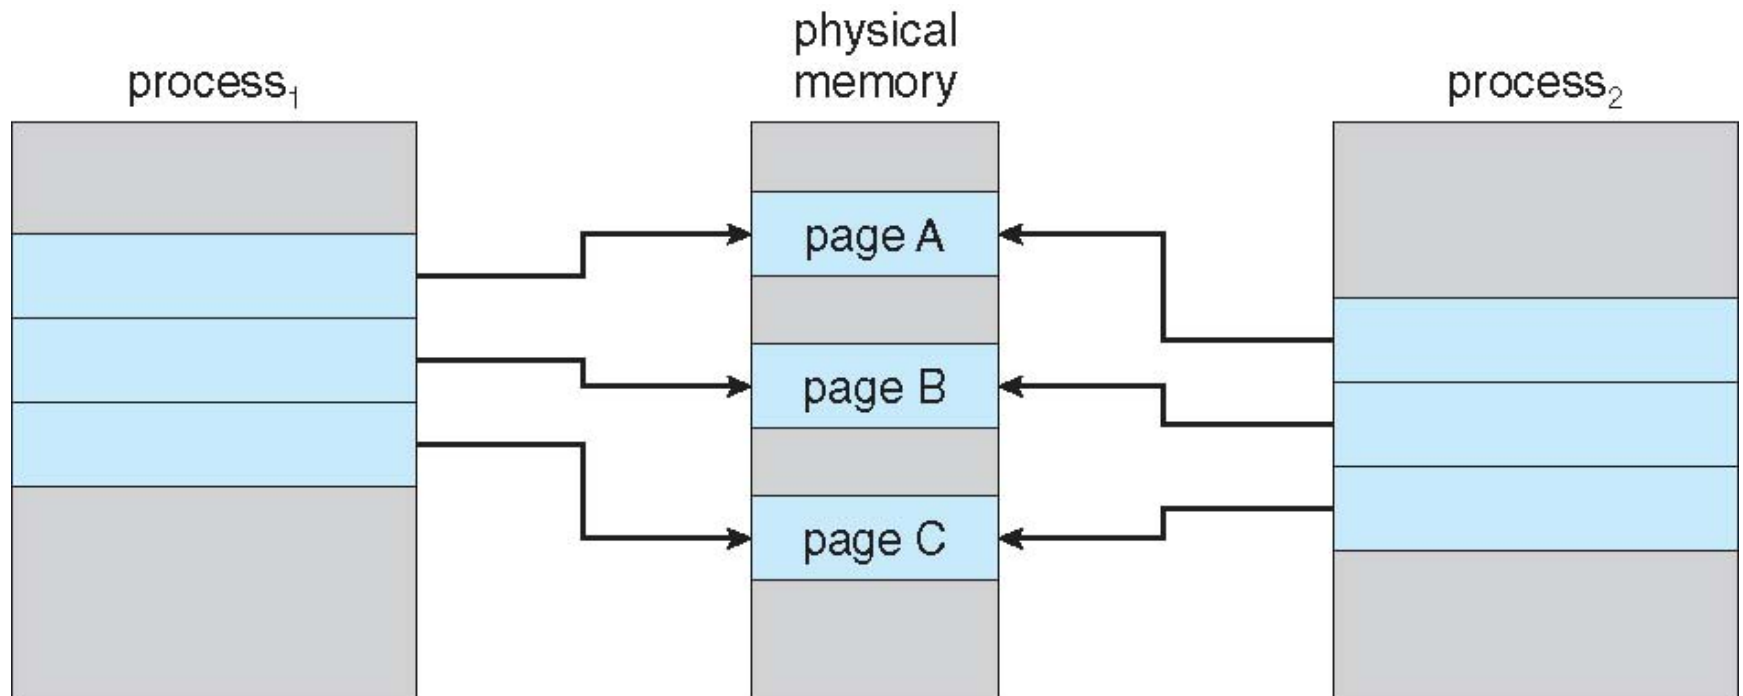 process₁
physical
memory
process₂
page A
page B
page C